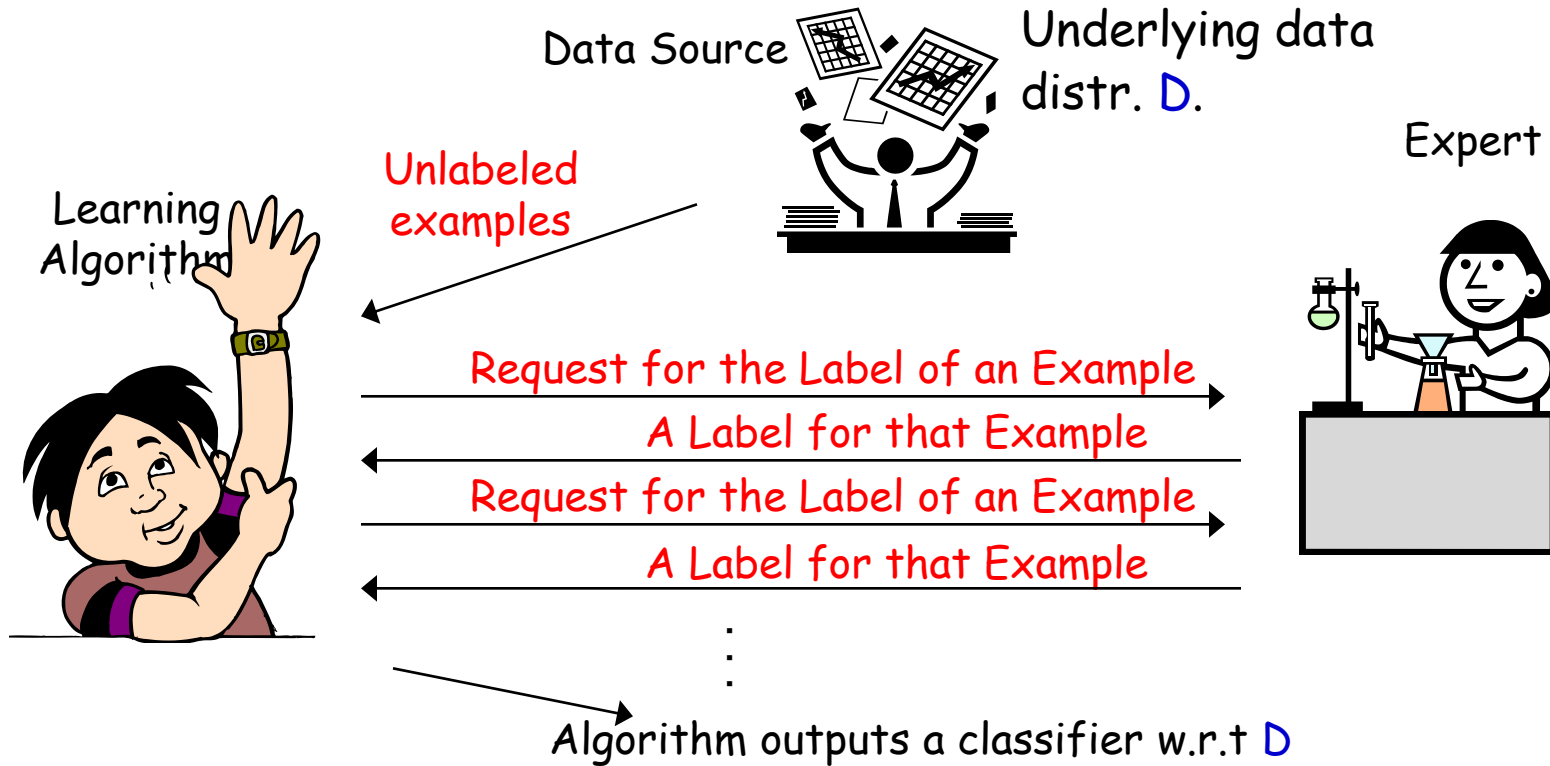 Data Source
Underlying data
distr. D.
Expert
Unlabeled
examples
Learning
Algorithm
Request for the Label of an Example
A Label for that Example
Request for the Label of an Example
A Label for that Example
.
.
.
Algorithm outputs a classifier w.r.t D